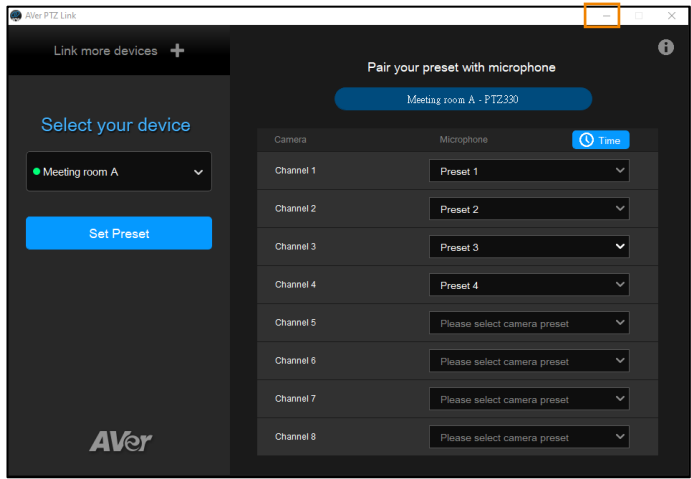 AVer PTZ Link
Link more devices
Select your device
Meeting room A
Set Preset
AVer
Pair your preset with microphone
Meeting room A - PTZ330
Camera Microphone Time
Channel 1 Preset 1
Channel 2 Preset 2
Channel 3 Preset 3
Channel 4 Preset 4
Channel 5 Please select camera preset
Channel 6 Please select camera preset
Channel 7 Please select camera preset
Channel 8 Please select camera preset